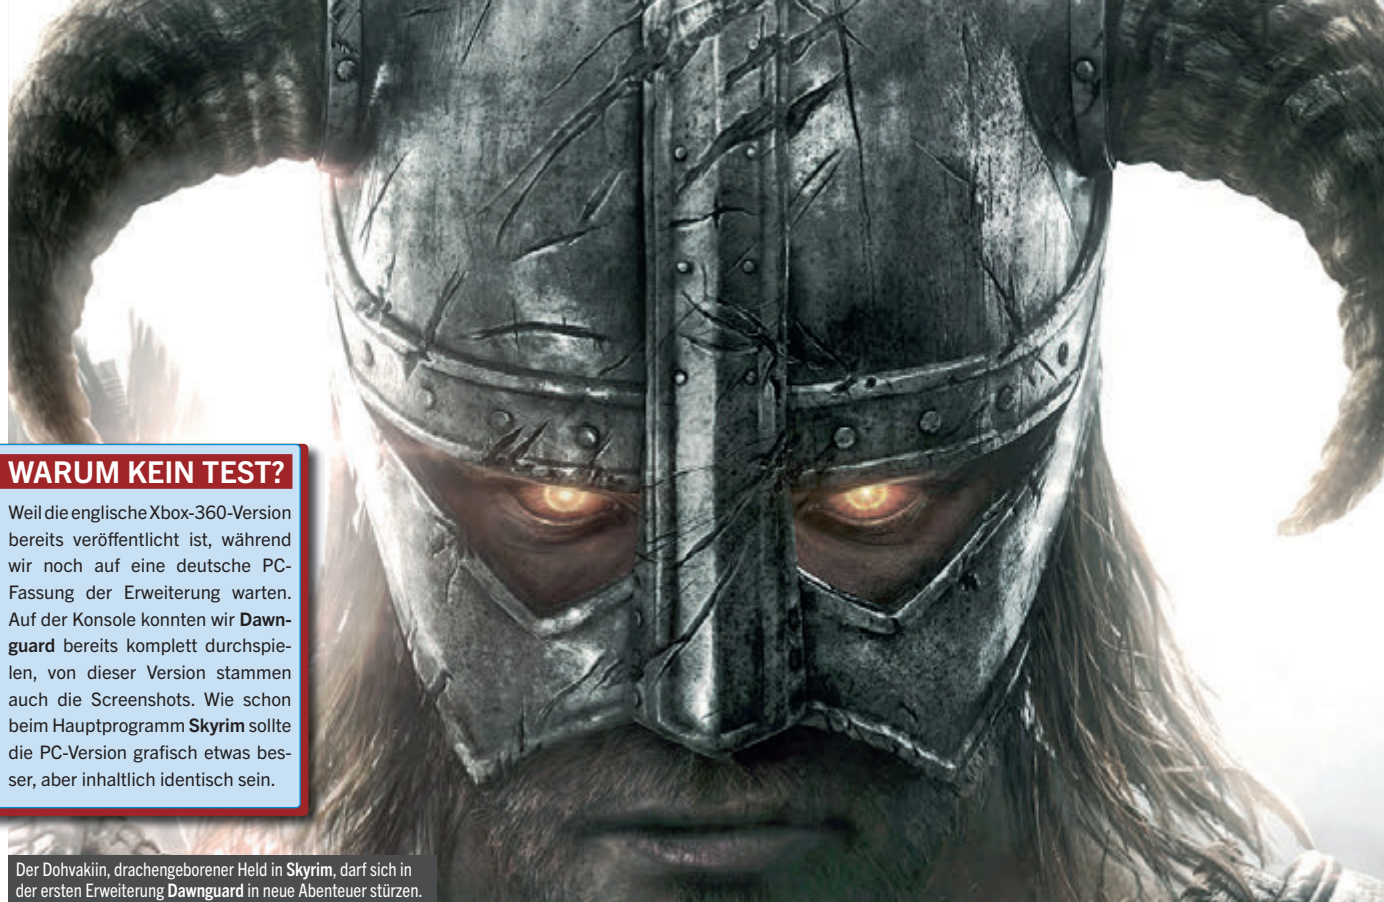 WARUM KEIN TEST?
Weil die englische Xbox-360-Version
bereits veröffentlicht ist, während
wir noch auf eine deutsche PC-
Fassung der Erweiterung warten.
Auf der Konsole konnten wir Dawn-
guard bereits komplett durchspie-
len, von dieser Version stammen
auch die Screenshots. Wie schon
beim Hauptprogramm Skyrim sollte
die PC-Version grafisch etwas bes-
ser, aber inhaltlich identisch sein.
Der Dohvakiin, drachengeborener Held in Skyrim, darf sich in
der ersten Erweiterung Dawnguard in neue Abenteuer stürzen.